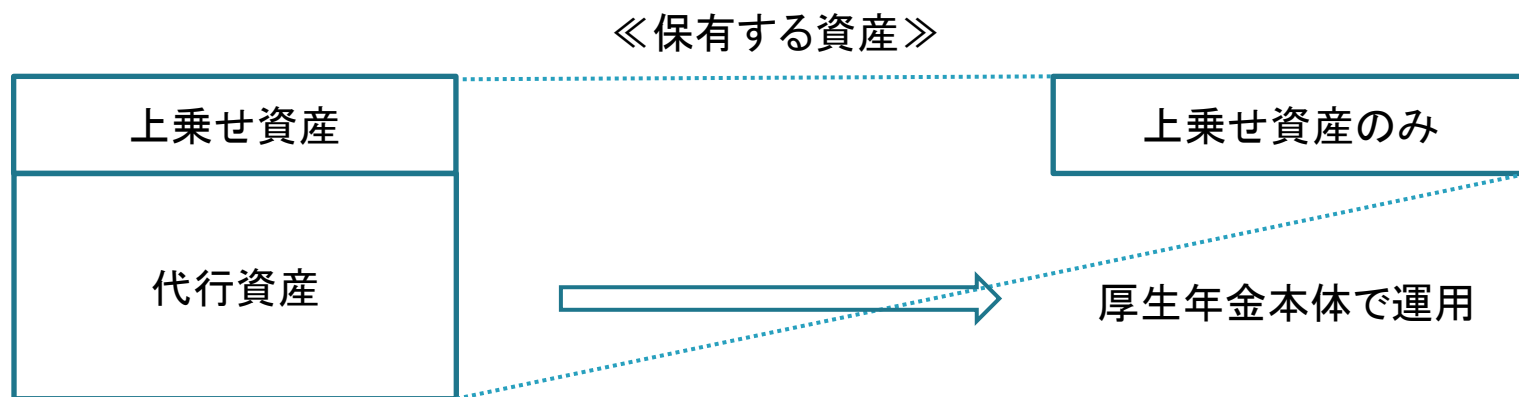 ≪保有する資産≫
上乗せ資産
上乗せ資産のみ
代行資産
厚生年金本体で運用